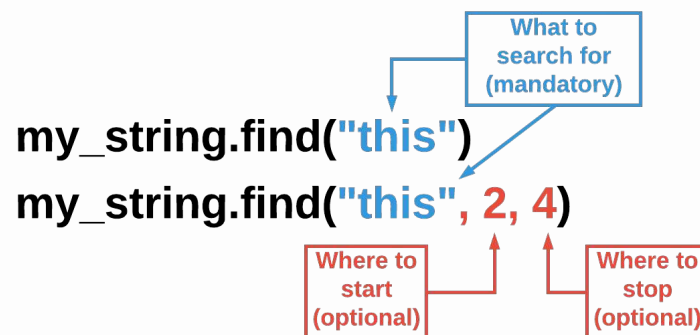 What to
search for
(mandatory)
my_string.find("this")
my_string.find("this", 2, 4)
Where to
start
(optional)
Where to
stop
(optional)